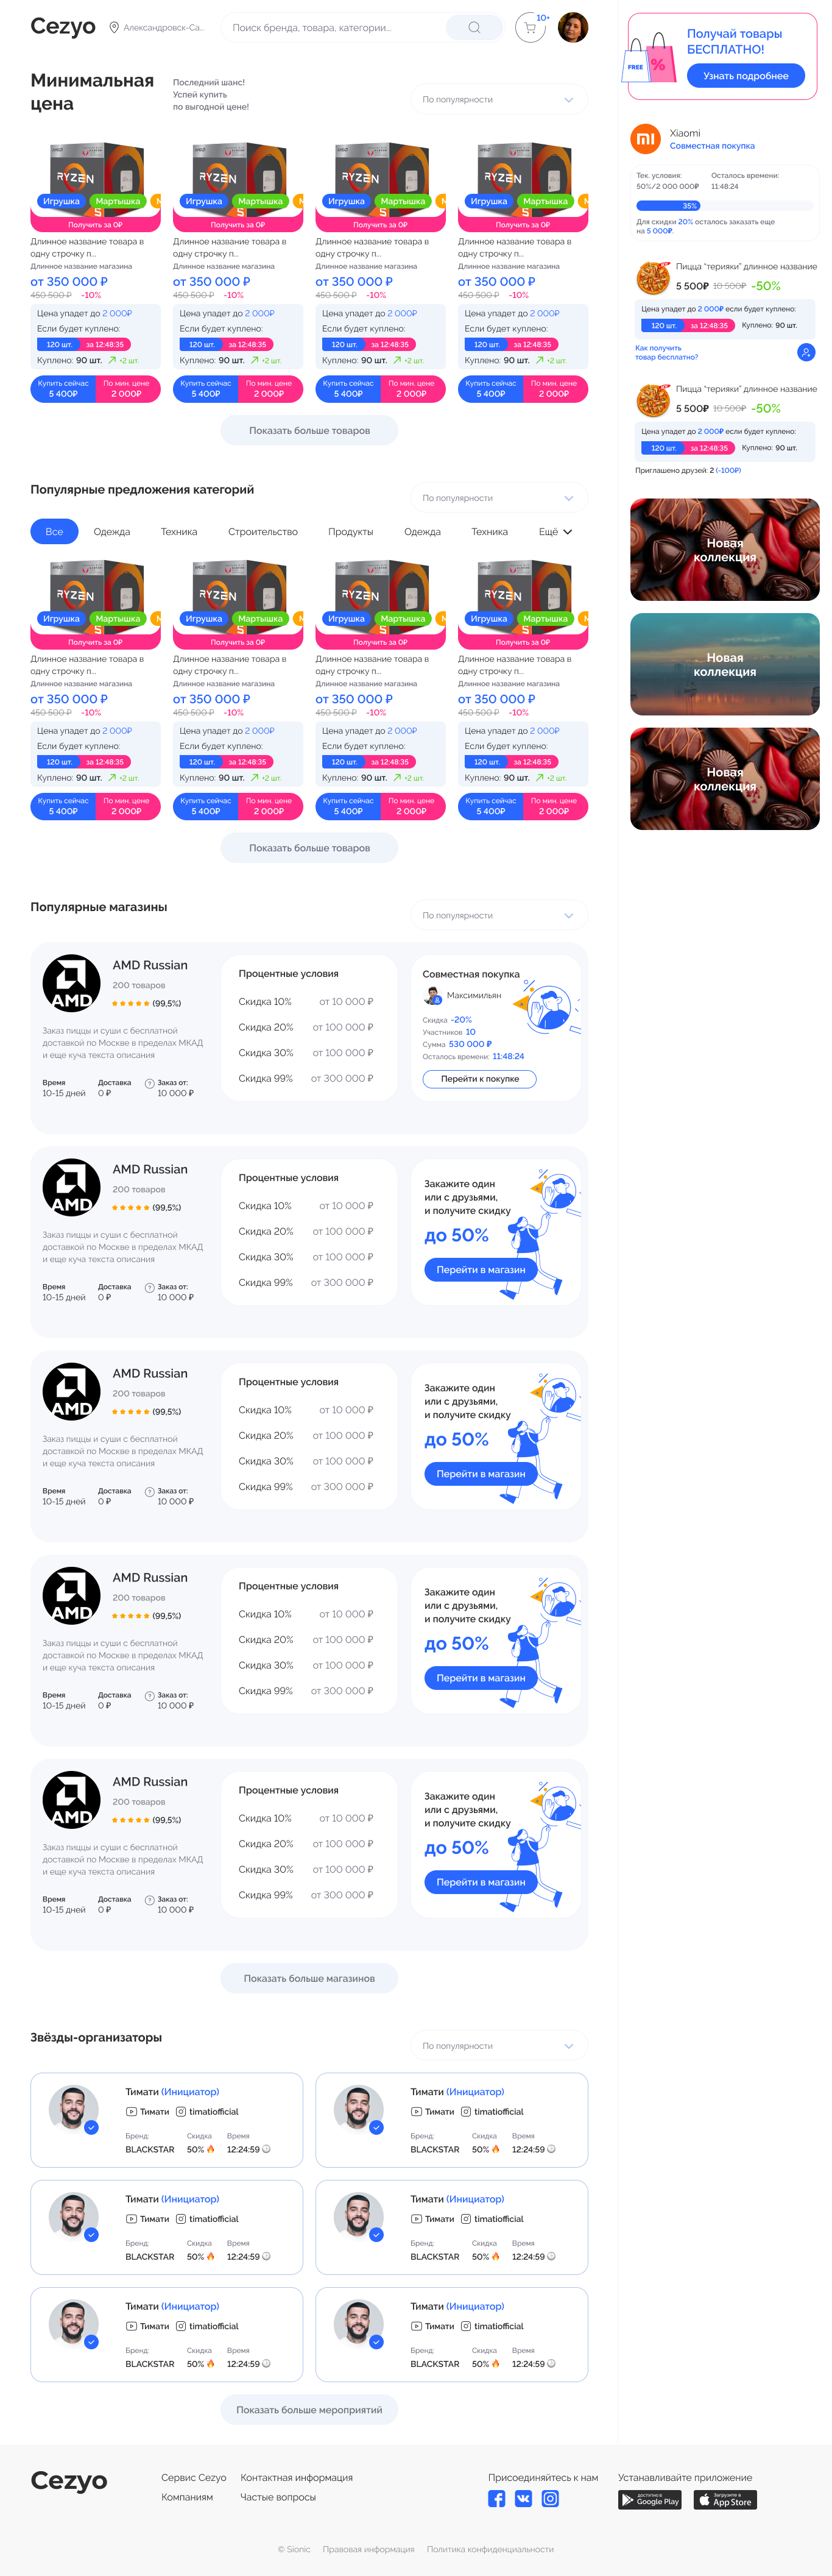 Cezyo
Александровск-Са...
Поиск бренда, товара, категории...
10+
Минимальная
цена
Последний шанс!
Успей купить
по выгодной цене!
По популярности
AMD RYZEN 5 AMD RYZEN 5 AMD RYZEN 5 AMD RYZEN 5
Игрушка Мартышка М Игрушка Мартышка М Игрушка Мартышка М Игрушка Мартышка М
Получить за 0₽ Получить за 0₽ Получить за 0₽ Получить за 0₽
Длинное название товара в Длинное название товара в Длинное название товара в Длинное название товара в
одну строчку п... одну строчку п... одну строчку п... одну строчку п...
Длинное название магазина Длинное название магазина Длинное название магазина Длинное название магазина
от 350 000 ₽ от 350 000 ₽ от 350 000 ₽ от 350 000 ₽
450 500 ₽ -10% 450 500 ₽ -10% 450 500 ₽ -10% 450 500 ₽ -10%
Цена упадет до 2 000₽ Цена упадет до 2 000₽ Цена упадет до 2 000₽ Цена упадет до 2 000₽
Если будет куплено: Если будет куплено: Если будет куплено: Если будет куплено:
120 шт. за 12:48:35 120 шт. за 12:48:35 120 шт. за 12:48:35 120 шт. за 12:48:35
Куплено: 90 шт. +2 шт. Куплено: 90 шт. +2 шт. Куплено: 90 шт. +2 шт. Куплено: 90 шт. +2 шт.
Купить сейчас По мин. цене Купить сейчас По мин. цене Купить сейчас По мин. цене Купить сейчас По мин. цене
5 400₽ 2 000₽ 5 400₽ 2 000₽ 5 400₽ 2 000₽ 5 400₽ 2 000₽
Показать больше товаров
Популярные предложения категорий
По популярности
Все Одежда Техника Строительство Продукты Одежда Техника Ещё
AMD RYZEN 5 AMD RYZEN 5 AMD RYZEN 5 AMD RYZEN 5
Игрушка Мартышка М Игрушка Мартышка М Игрушка Мартышка М Игрушка Мартышка М
Получить за 0₽ Получить за 0₽ Получить за 0₽ Получить за 0₽
Длинное название товара в Длинное название товара в Длинное название товара в Длинное название товара в
одну строчку п... одну строчку п... одну строчку п... одну строчку п...
Длинное название магазина Длинное название магазина Длинное название магазина Длинное название магазина
от 350 000 ₽ от 350 000 ₽ от 350 000 ₽ от 350 000 ₽
450 500 ₽ -10% 450 500 ₽ -10% 450 500 ₽ -10% 450 500 ₽ -10%
Цена упадет до 2 000₽ Цена упадет до 2 000₽ Цена упадет до 2 000₽ Цена упадет до 2 000₽
Если будет куплено: Если будет куплено: Если будет куплено: Если будет куплено:
120 шт. за 12:48:35 120 шт. за 12:48:35 120 шт. за 12:48:35 120 шт. за 12:48:35
Куплено: 90 шт. +2 шт. Куплено: 90 шт. +2 шт. Куплено: 90 шт. +2 шт. Куплено: 90 шт. +2 шт.
Купить сейчас По мин. цене Купить сейчас По мин. цене Купить сейчас По мин. цене Купить сейчас По мин. цене
5 400₽ 2 000₽ 5 400₽ 2 000₽ 5 400₽ 2 000₽ 5 400₽ 2 000₽
Показать больше товаров
Популярные магазины
По популярности
AMD
AMD Russian
200 товаров
(99,5%)
Заказ пиццы и суши с бесплатной
доставкой по Москве в пределах МКАД
и еще куча текста описания
Время Доставка ? Заказ от:
10-15 дней 0 ₽ 10 000 ₽
Процентные условия
Скидка 10% от 10 000 ₽
Скидка 20% от 100 000 ₽
Скидка 30% от 100 000 ₽
Скидка 99% от 300 000 ₽
Совместная покупка
Максимильян
Скидка -20%
Участников 10
Сумма 530 000 ₽
Осталось времени: 11:48:24
Перейти к покупке
AMD
AMD Russian
200 товаров
(99,5%)
Заказ пиццы и суши с бесплатной
доставкой по Москве в пределах МКАД
и еще куча текста описания
Время Доставка ? Заказ от:
10-15 дней 0 ₽ 10 000 ₽
Процентные условия
Скидка 10% от 10 000 ₽
Скидка 20% от 100 000 ₽
Скидка 30% от 100 000 ₽
Скидка 99% от 300 000 ₽
Закажите один
или с друзьями,
и получите скидку
до 50%
Перейти в магазин
AMD
AMD Russian
200 товаров
(99,5%)
Заказ пиццы и суши с бесплатной
доставкой по Москве в пределах МКАД
и еще куча текста описания
Время Доставка ? Заказ от:
10-15 дней 0 ₽ 10 000 ₽
Процентные условия
Скидка 10% от 10 000 ₽
Скидка 20% от 100 000 ₽
Скидка 30% от 100 000 ₽
Скидка 99% от 300 000 ₽
Закажите один
или с друзьями,
и получите скидку
до 50%
Перейти в магазин
AMD
AMD Russian
200 товаров
(99,5%)
Заказ пиццы и суши с бесплатной
доставкой по Москве в пределах МКАД
и еще куча текста описания
Время Доставка ? Заказ от:
10-15 дней 0 ₽ 10 000 ₽
Процентные условия
Скидка 10% от 10 000 ₽
Скидка 20% от 100 000 ₽
Скидка 30% от 100 000 ₽
Скидка 99% от 300 000 ₽
Закажите один
или с друзьями,
и получите скидку
до 50%
Перейти в магазин
AMD
AMD Russian
200 товаров
(99,5%)
Заказ пиццы и суши с бесплатной
доставкой по Москве в пределах МКАД
и еще куча текста описания
Время Доставка ? Заказ от:
10-15 дней 0 ₽ 10 000 ₽
Процентные условия
Скидка 10% от 10 000 ₽
Скидка 20% от 100 000 ₽
Скидка 30% от 100 000 ₽
Скидка 99% от 300 000 ₽
Закажите один
или с друзьями,
и получите скидку
до 50%
Перейти в магазин
Показать больше магазинов
Звёзды-организаторы
По популярности
Тимати (Инициатор) Тимати (Инициатор)
Тимати timatiofficial Тимати timatiofficial
Бренд: Скидка Время Бренд: Скидка Время
BLACKSTAR 50% 12:24:59 BLACKSTAR 50% 12:24:59
Тимати (Инициатор) Тимати (Инициатор)
Тимати timatiofficial Тимати timatiofficial
Бренд: Скидка Время Бренд: Скидка Время
BLACKSTAR 50% 12:24:59 BLACKSTAR 50% 12:24:59
Тимати (Инициатор) Тимати (Инициатор)
Тимати timatiofficial Тимати timatiofficial
Бренд: Скидка Время Бренд: Скидка Время
BLACKSTAR 50% 12:24:59 BLACKSTAR 50% 12:24:59
Показать больше мероприятий
FREE %
Получай товары
БЕСПЛАТНО!
Узнать подробнее
Xiaomi
Совместная покупка
Тек. условия: Осталось времени:
50%/2 000 000₽ 11:48:24
35%
Для скидки 20% осталось заказать еще
на 5 000₽.
Пицца "терияки" длинное название
5 500₽ 10 500₽ -50%
Цена упадет до 2 000₽ если будет куплено:
120 шт. за 12:48:35 Куплено: 90 шт.
Как получить
товар бесплатно?
Пицца "терияки" длинное название
5 500₽ 10 500₽ -50%
Цена упадет до 2 000₽ если будет куплено:
120 шт. за 12:48:35 Куплено: 90 шт.
Приглашено друзей: 2 (-100₽)
Новая
коллекция
Новая
коллекция
Новая
коллекция
Cezyo
Сервис Cezyo Контактная информация
Компаниям Частые вопросы
Присоединяйтесь к нам
Устанавливайте приложение
ДОСТУПНО В
Google Play
Загрузите в
App Store
© Sionic Правовая информация Политика конфиденциальности